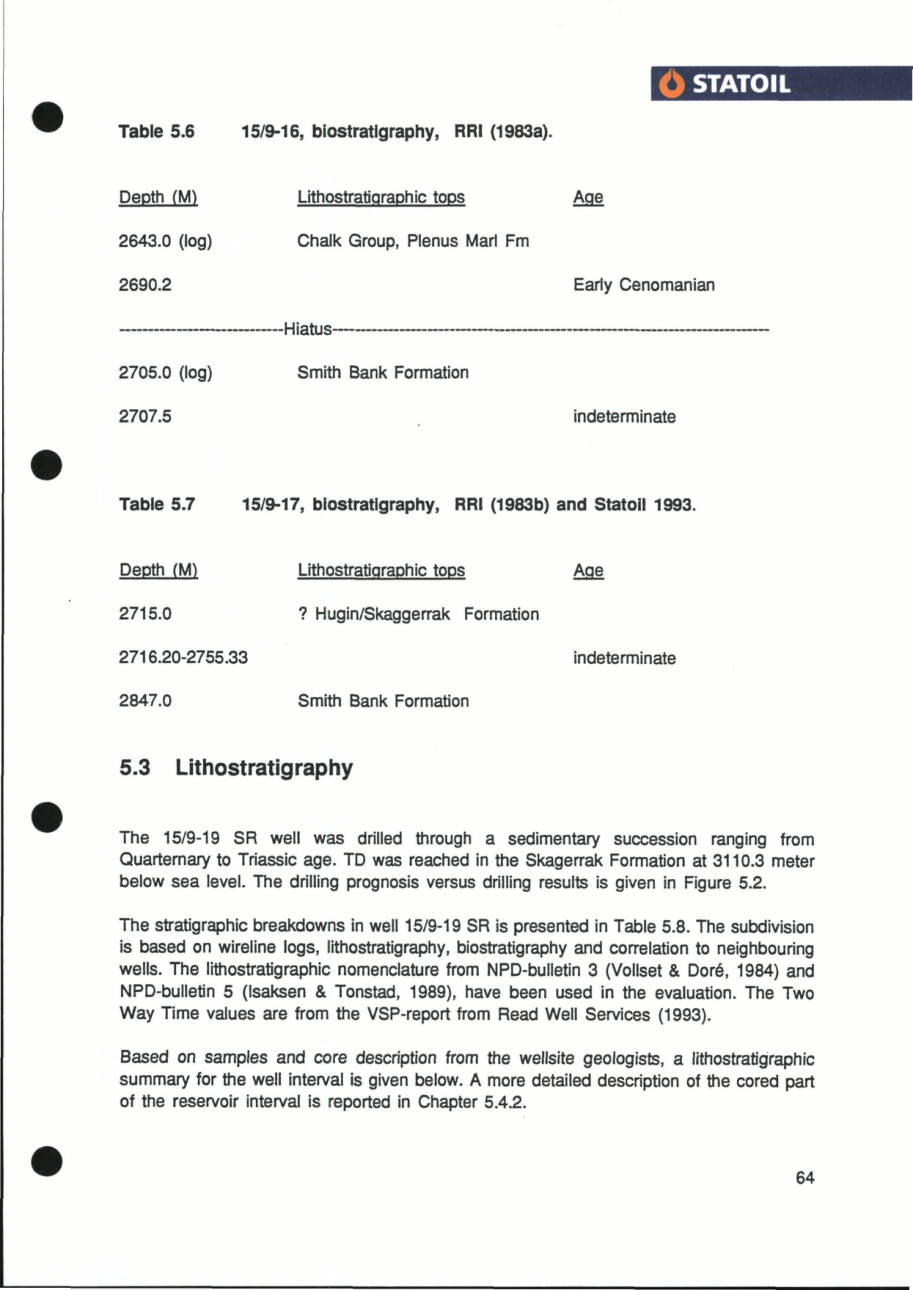 STATOIL
Table 5.6 15/9-16, biostratigraphy, RRI (1983a).
Depth (M) Lithostratigraphic tops Age
2643.0 (log) Chalk Group, Plenus Marl Fm
2690.2 Early Cenomanian
-----------------------------Hiatus------------------------------------------------------------------------------
2705.0 (log) Smith Bank Formation
2707.5 indeterminate
Table 5.7 15/9-17, biostratigraphy, RRI (1983b) and Statoil 1993.
Depth (M) Lithostratigraphic tops Age
2715.0 ? Hugin/Skaggerrak Formation
2716.20-2755.33 indeterminate
2847.0 Smith Bank Formation
5.3 Lithostratigraphy
The 15/9-19 SR well was drilled through a sedimentary succession ranging from
Quarternary to Triassic age. TD was reached in the Skagerrak Formation at 3110.3 meter
below sea level. The drilling prognosis versus drilling results is given in Figure 5.2.
The stratigraphic breakdowns in well 15/9-19 SR is presented in Table 5.8. The subdivision
is based on wireline logs, lithostratigraphy, biostratigraphy and correlation to neighbouring
wells. The lithostratigraphic nomenclature from NPD-bulletin 3 (Vollset & Doré, 1984) and
NPD-bulletin 5 (Isaksen & Tonstad, 1989), have been used in the evaluation. The Two
Way Time values are from the VSP-report from Read Well Services (1993).
Based on samples and core description from the wellsite geologists, a lithostratigraphic
summary for the well interval is given below. A more detailed description of the cored part
of the reservoir interval is reported in Chapter 5.4.2.
64